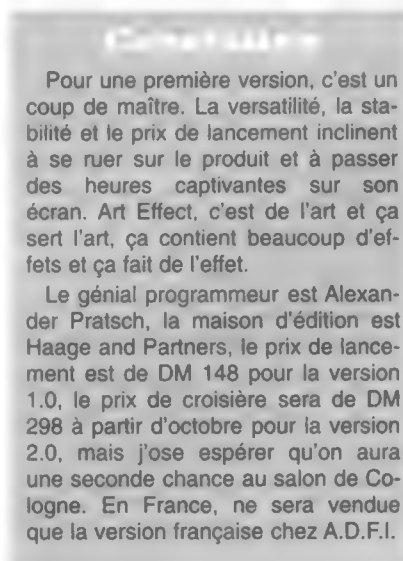 Pour une première version, c'est un
coup de maître. La versatilité, la sta-
bilité et le prix de lancement inclinent
à se ruer sur le produit et à passer
des heures captivantes sur son
écran. Art Effect, c'est de l'art et ça
sert l'art, ça contient beaucoup d'ef-
fets et ça fait de l'effet.
Le génial programmeur est Alexan-
der Pratsch, la maison d'édition est
Haage and Partners, le prix de lance-
ment est de DM 148 pour la version
1.0, le prix de croisière sera de DM
298 à partir d'octobre pour la version
2.0, mais j'ose espérer qu'on aura
une seconde chance au salon de Co-
logne. En France, ne sera vendue
que la version française chez A.D.F.I.